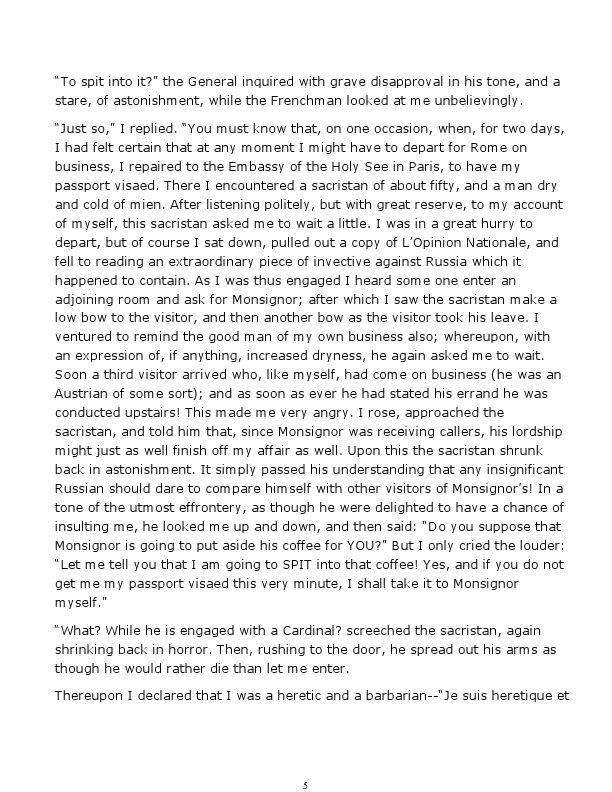 “To spit into it?” the General inquired with grave disapproval in his tone, and a
stare, of astonishment, while the Frenchman looked at me unbelievingly.
“Just so,” I replied. “You must know that, on one occasion, when, for two days,
I had felt certain that at any moment I might have to depart for Rome on
business, I repaired to the Embassy of the Holy See in Paris, to have my
passport visaed. There I encountered a sacristan of about fifty, and a man dry
and cold of mien. After listening politely, but with great reserve, to my account
of myself, this sacristan asked me to wait a little. I was in a great hurry to
depart, but of course I sat down, pulled out a copy of L’Opinion Nationale, and
fell to reading an extraordinary piece of invective against Russia which it
happened to contain. As I was thus engaged I heard some one enter an
adjoining room and ask for Monsignor; after which I saw the sacristan make a
low bow to the visitor, and then another bow as the visitor took his leave. I
ventured to remind the good man of my own business also; whereupon, with
an expression of, if anything, increased dryness, he again asked me to wait.
Soon a third visitor arrived who, like myself, had come on business (he was an
Austrian of some sort); and as soon as ever he had stated his errand he was
conducted upstairs! This made me very angry. I rose, approached the
sacristan, and told him that, since Monsignor was receiving callers, his lordship
might just as well finish off my affair as well. Upon this the sacristan shrunk
back in astonishment. It simply passed his understanding that any insignificant
Russian should dare to compare himself with other visitors of Monsignor’s! In a
tone of the utmost effrontery, as though he were delighted to have a chance of
insulting me, he looked me up and down, and then said: “Do you suppose that
Monsignor is going to put aside his coffee for YOU?” But I only cried the louder:
“Let me tell you that I am going to SPIT into that coffee! Yes, and if you do not
get me my passport visaed this very minute, I shall take it to Monsignor
myself.”
“What? While he is engaged with a Cardinal? screeched the sacristan, again
shrinking back in horror. Then, rushing to the door, he spread out his arms as
though he would rather die than let me enter.
Thereupon I declared that I was a heretic and a barbarian--“Je suis heretique et
5